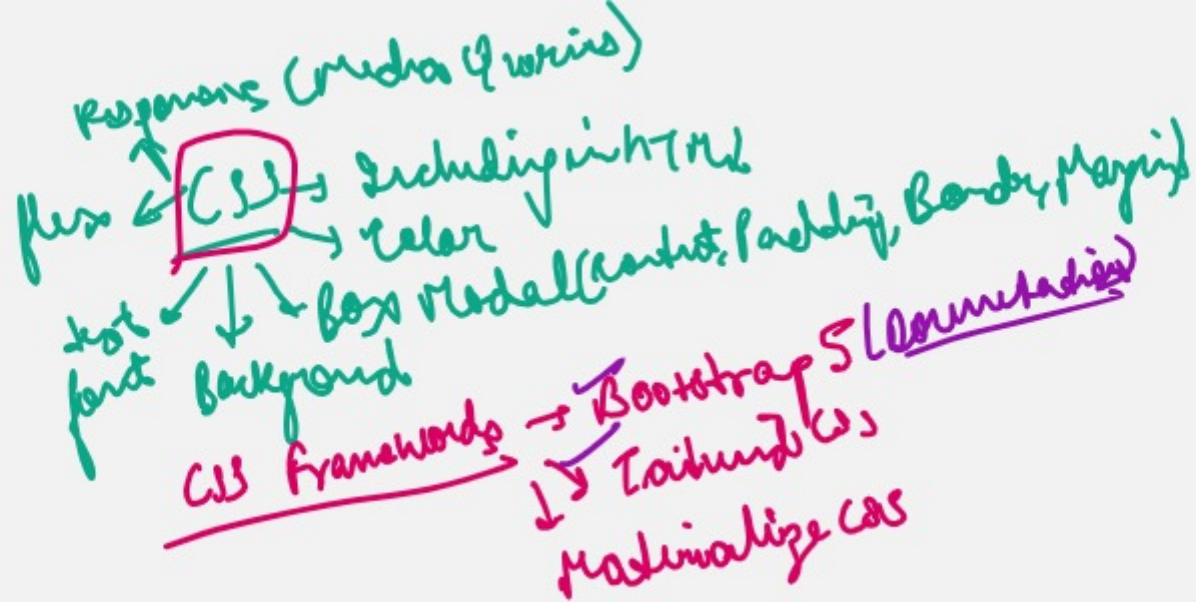 Responsive (Media Queries)
flex
CSS
Including in HTML
Color
Box Model (Content, Padding, Border, Margin)
text
font
Background
CSS Frameworks
Bootstrap 5 (Documentation)
Tailwind CSS
Materialize CSS